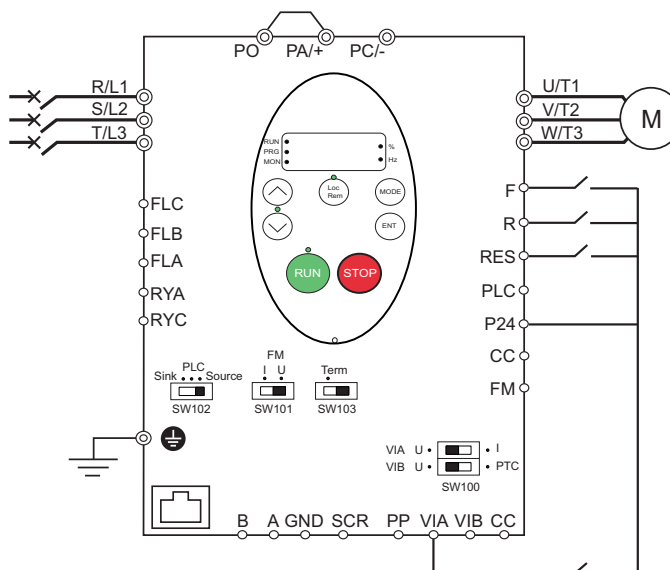 PO PA/+ PC/-
R/L1
S/L2
T/L3
U/T1
V/T2
W/T3
M
RUN
PRG
MON
%
Hz
Loc
Rem
MODE
ENT
RUN
STOP
FLC
FLB
FLA
RYA
RYC
F
R
RES
PLC
P24
CC
FM
PLC
Sink Source
SW102
FM
I U
SW101
Term
SW103
VIA U I
VIB U PTC
SW100
B A GND SCR PP VIA VIB CC